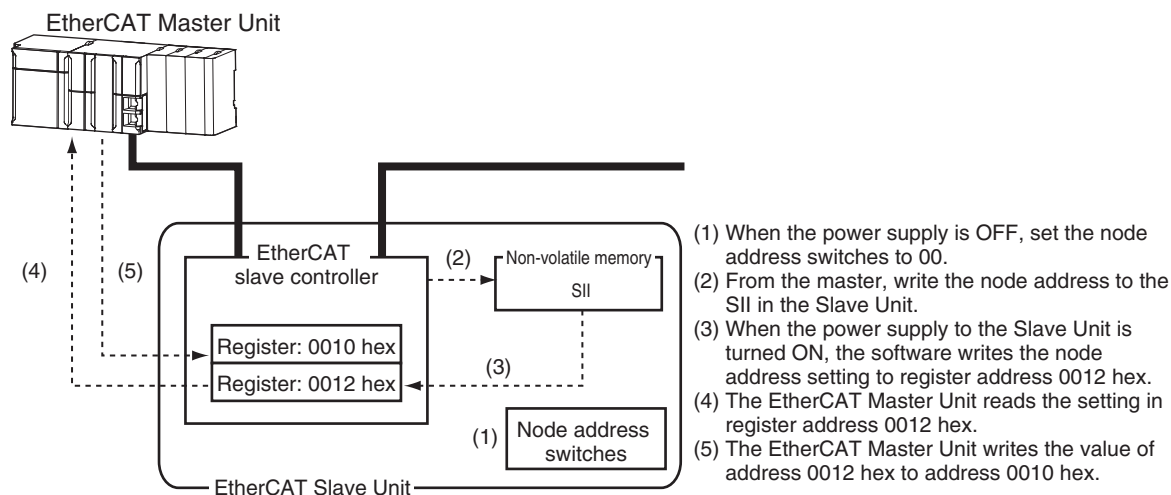 EtherCAT Master Unit
(4)
(5)
EtherCAT
slave controller
(2)
Non-volatile memory
SII
Register: 0010 hex
Register: 0012 hex
(3)
(1)
Node address
switches
EtherCAT Slave Unit
(1) When the power supply is OFF, set the node
address switches to 00.
(2) From the master, write the node address to the
SII in the Slave Unit.
(3) When the power supply to the Slave Unit is
turned ON, the software writes the node
address setting to register address 0012 hex.
(4) The EtherCAT Master Unit reads the setting in
register address 0012 hex.
(5) The EtherCAT Master Unit writes the value of
address 0012 hex to address 0010 hex.